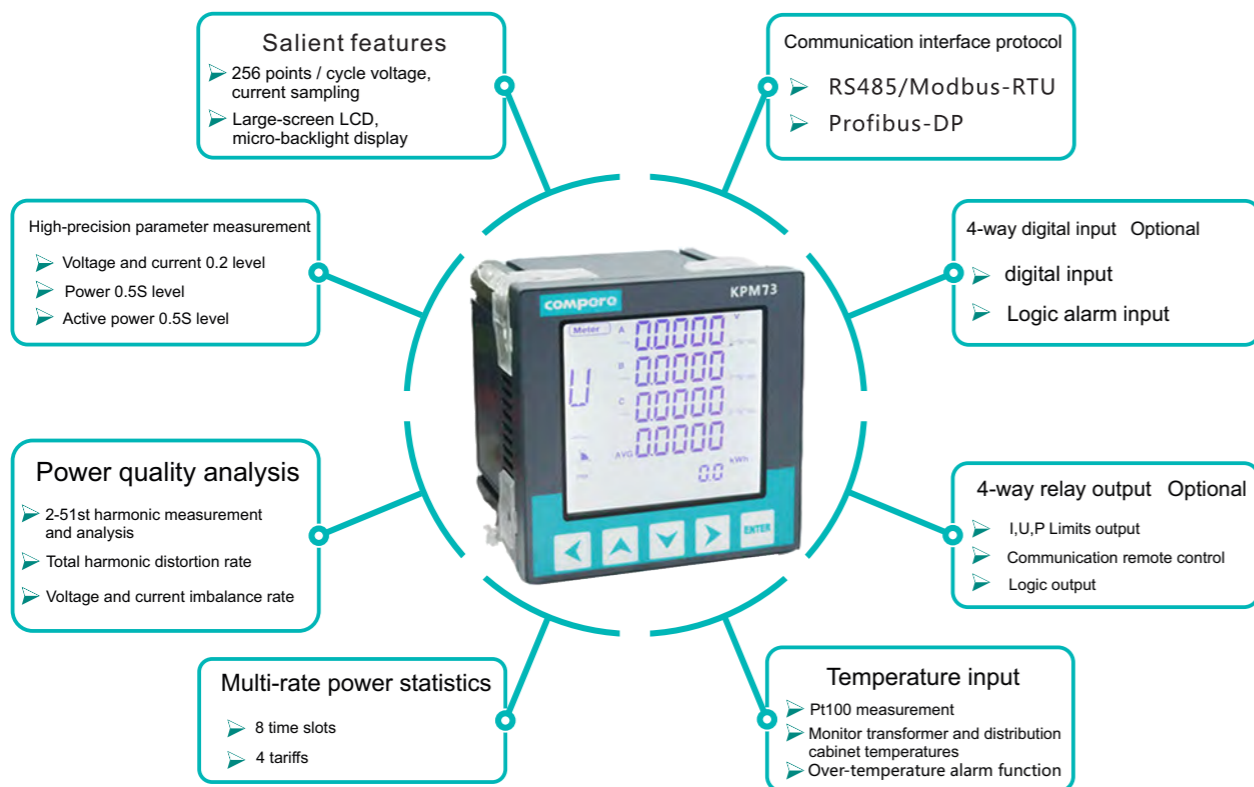 Salient features
256 points / cycle voltage,
current sampling
Large-screen LCD,
micro-backlight display
Communication interface protocol
RS485/Modbus-RTU
Profibus-DP
High-precision parameter measurement
Voltage and current 0.2 level
Power 0.5S level
Active power 0.5S level
4-way digital input Optional
digital input
Logic alarm input
compere
KPM73
Meter
A 0.0000 V
B 0.0000
C 0.0000
AVG 0.0000
U
0.0 kWh
ENTER
Power quality analysis
2-51st harmonic measurement
and analysis
Total harmonic distortion rate
Voltage and current imbalance rate
4-way relay output Optional
I,U,P Limits output
Communication remote control
Logic output
Multi-rate power statistics
8 time slots
4 tariffs
Temperature input
Pt100 measurement
Monitor transformer and distribution
cabinet temperatures
Over-temperature alarm function